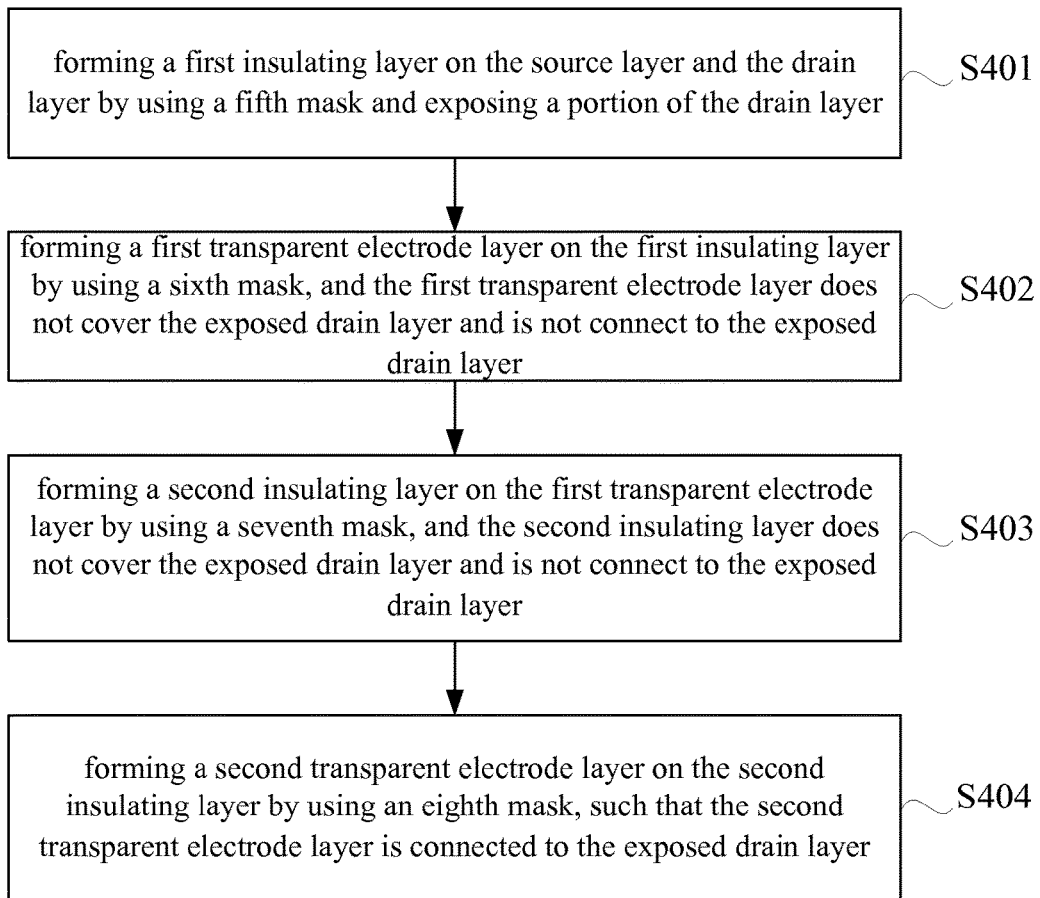 forming a first insulating layer on the source layer and the drain
layer by using a fifth mask and exposing a portion of the drain layer
S401
forming a first transparent electrode layer on the first insulating layer
by using a sixth mask, and the first transparent electrode layer does
not cover the exposed drain layer and is not connect to the exposed
drain layer
S402
forming a second insulating layer on the first transparent electrode
layer by using a seventh mask, and the second insulating layer does
not cover the exposed drain layer and is not connect to the exposed
drain layer
S403
forming a second transparent electrode layer on the second
insulating layer by using an eighth mask, such that the second
transparent electrode layer is connected to the exposed drain layer
S404